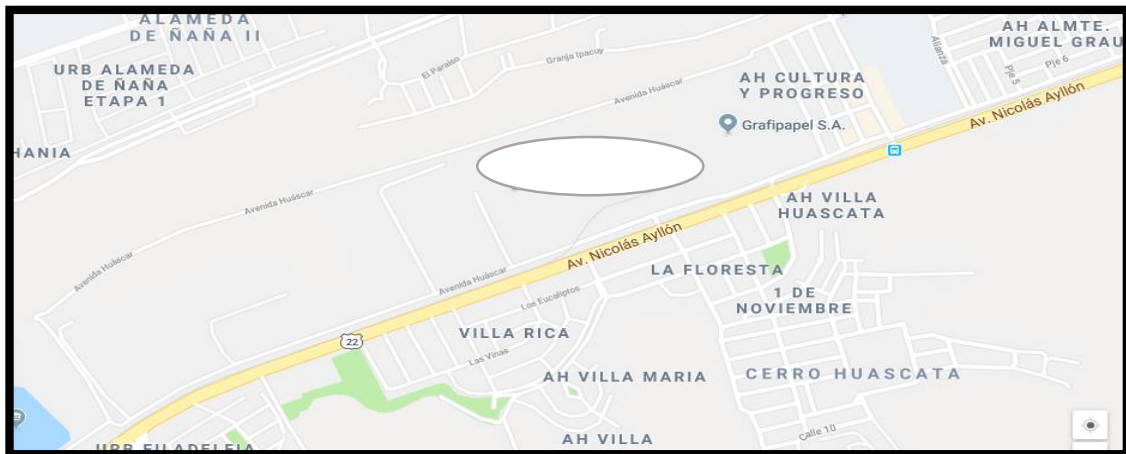 ALAMEDA
DE ÑAÑA II
AH ALMTE.
MIGUEL GRAU
Alianza
Pje 5
Pje 6
URB ALAMEDA
DE ÑAÑA
ETAPA 1
El Paraiso
Granja Ipacuy
Avenida Huáscar
AH CULTURA
Y PROGRESO
Grafipapel S.A.
Av. Nicolás Ayllón
HANIA
Avenida Huáscar
AH VILLA
HUASCATA
Avenida Huáscar
Av. Nicolás Ayllón
LA FLORESTA
Avenida Huáscar
Los Eucaliptos
1 DE
NOVIEMBRE
22
VILLA RICA
Las Vinas
AH VILLA MARIA
CERRO HUASCATA
Calle 10
AH VILLA
URB FILADELFIA